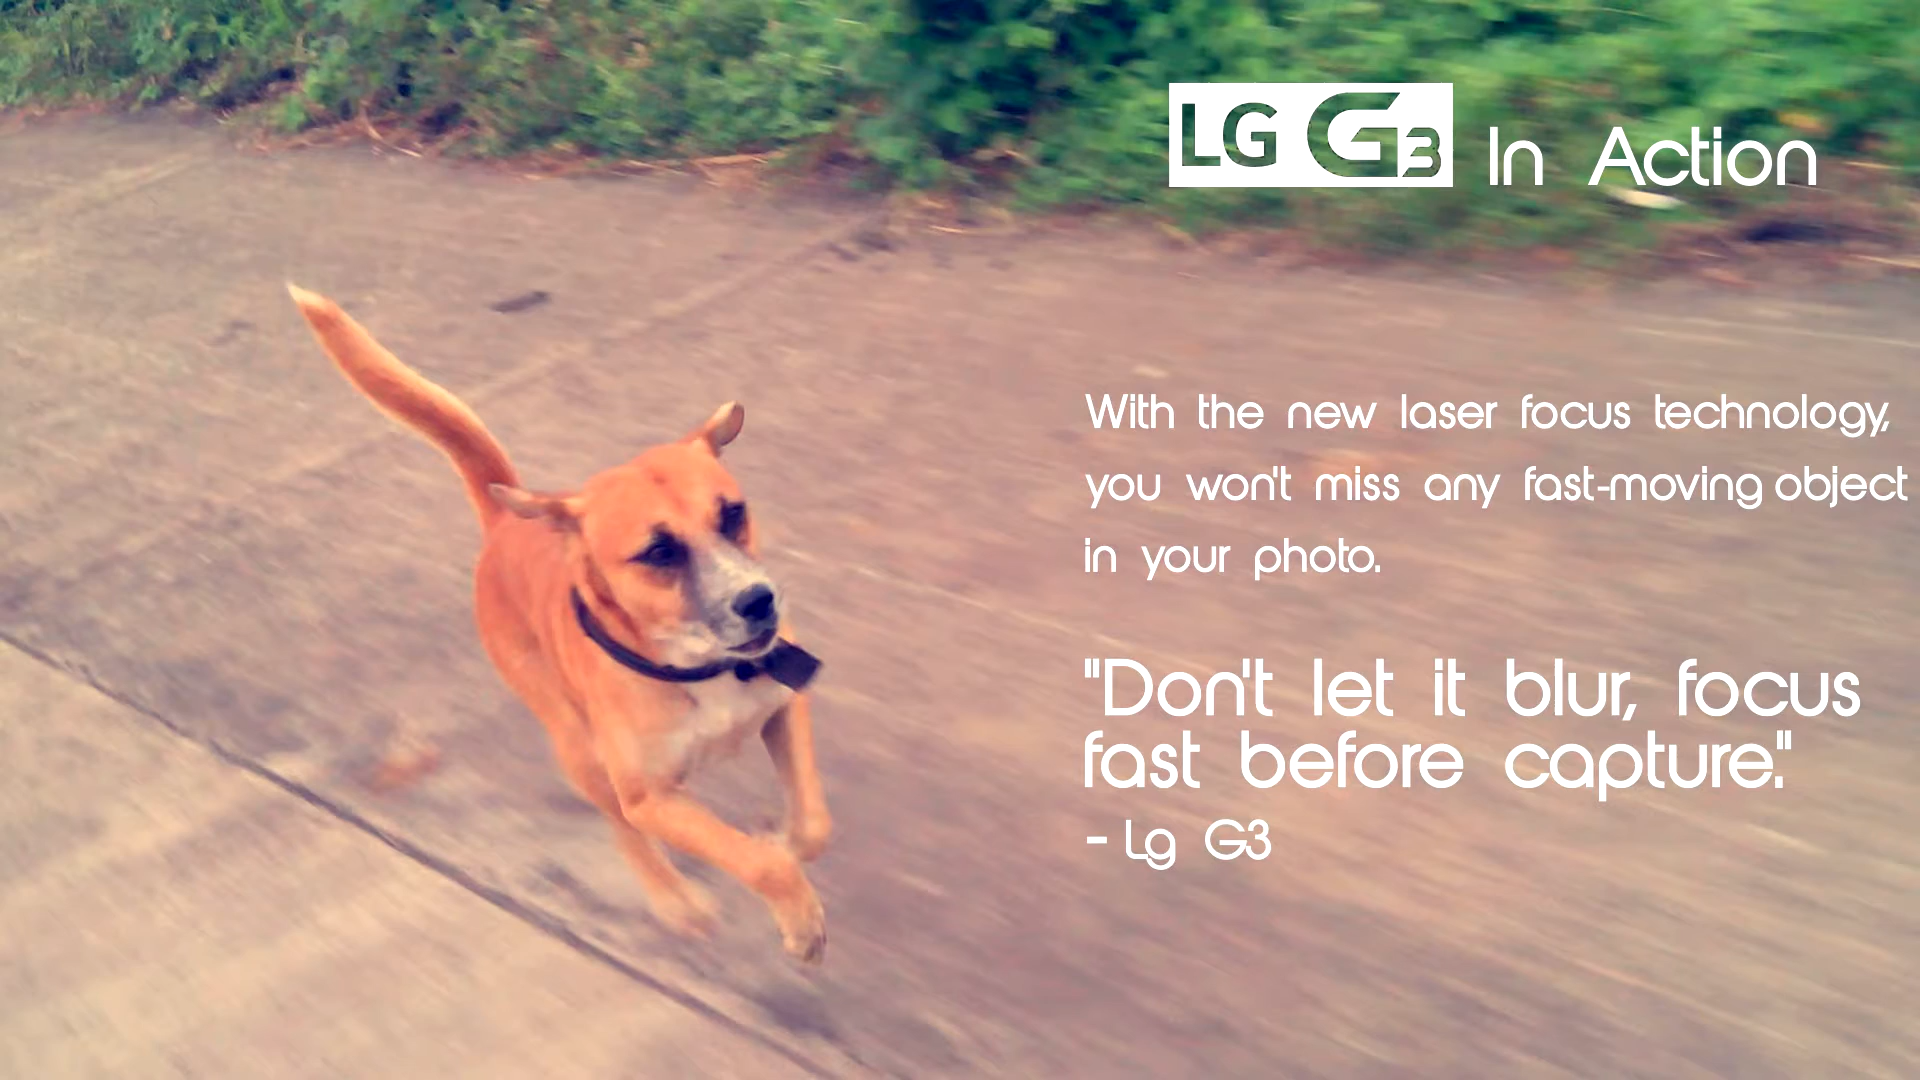 LG G3 In Action
With the new laser focus technology,
you won't miss any fast-moving object
in your photo.
"Don't let it blur, focus
fast before capture."
- Lg G3